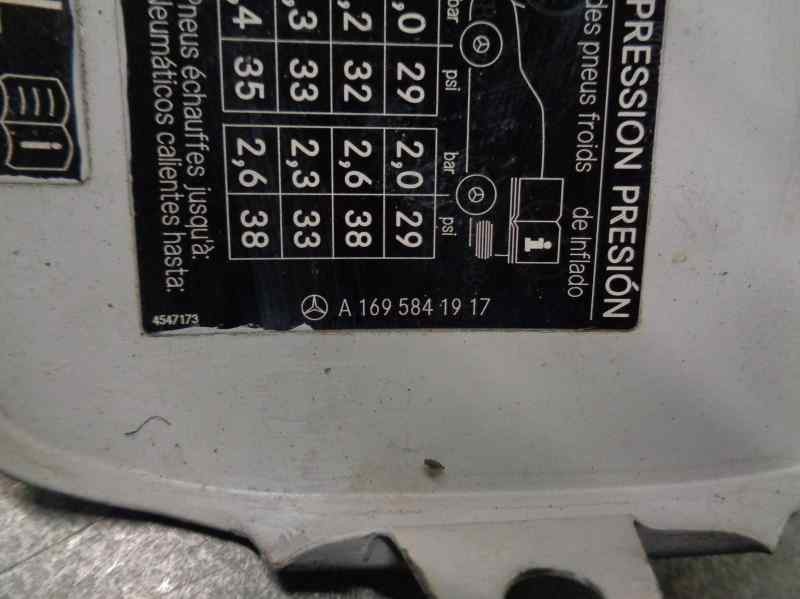 PRESSION PRESIÓN
des pneus froids de Inflado
i
bar psi bar psi
,0 29 2,0 29
,2 32 2,6 38
,3 33 2,3 33
,4 35 2,6 38
Pneus échauffes jusqu'à:
Neumáticos calientes hasta:
A 169 584 19 17
4547173
i